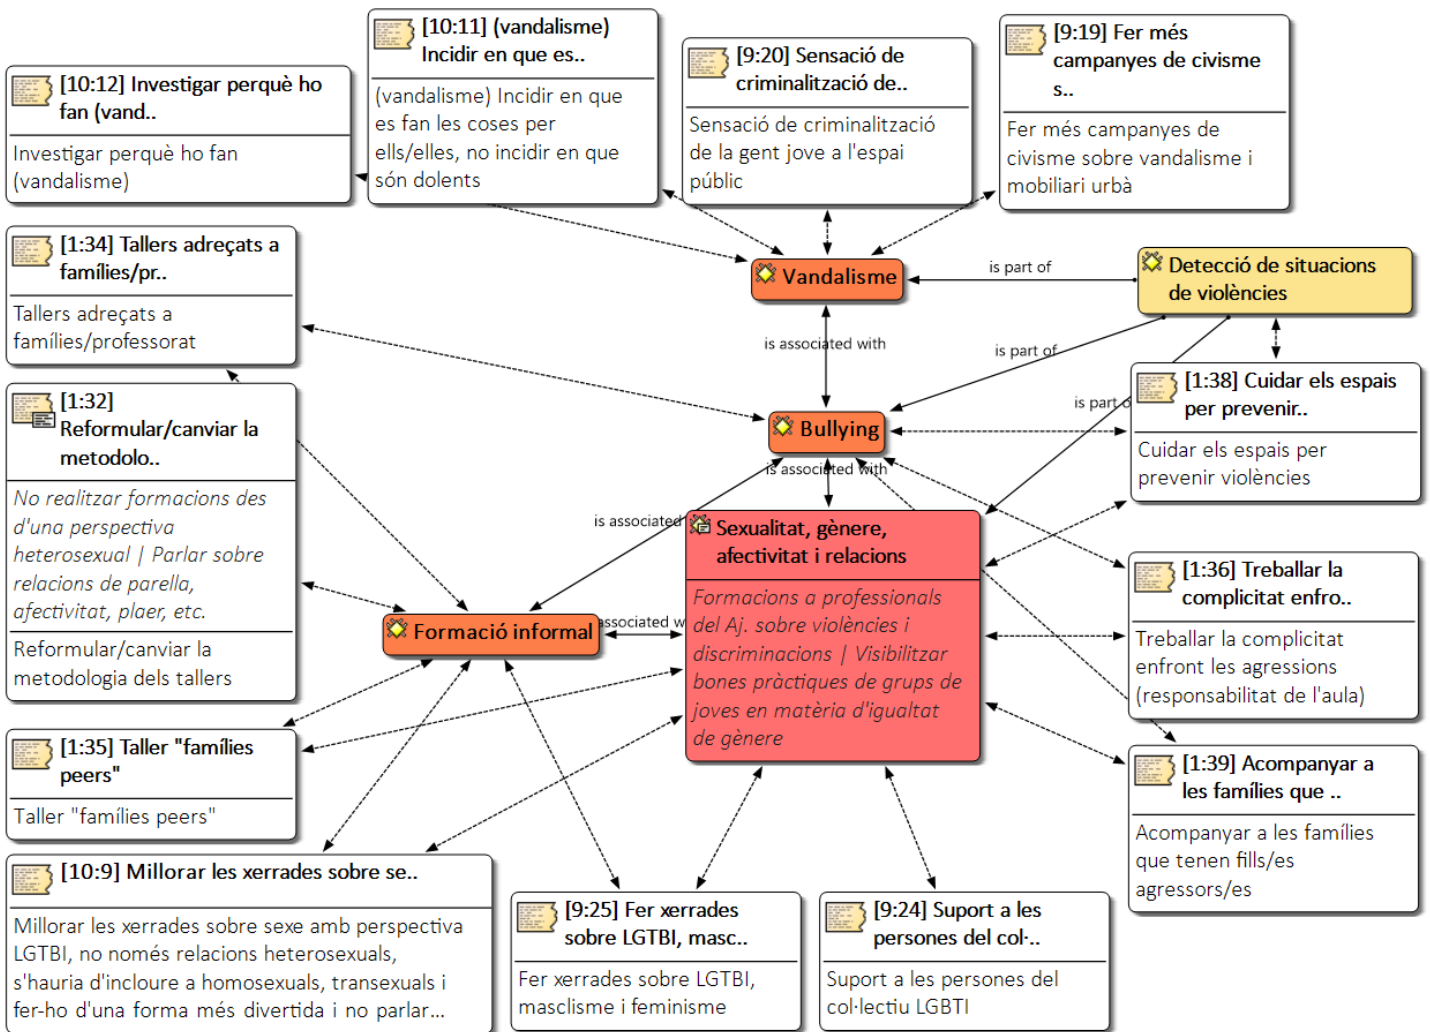 [10:11] (vandalisme)
Incidir en que es..
(vandalisme) Incidir en que
es fan les coses per
ells/elles, no incidir en que
són dolents
[9:20] Sensació de
criminalització de..
Sensació de criminalització
de la gent jove a l'espai
públic
[9:19] Fer més
campanyes de civisme
s..
Fer més campanyes de
civisme sobre vandalisme i
mobiliari urbà
[10:12] Investigar perquè ho
fan (vand..
Investigar perquè ho fan
(vandalisme)
[1:34] Tallers adreçats a
famílies/pr..
Tallers adreçats a
famílies/professorat
Vandalisme
is part of
Detecció de situacions
de violències
is associated with
is part of
is part of
[1:38] Cuidar els espais
per prevenir..
Cuidar els espais per
prevenir violències
[1:32]
Reformular/canviar la
metodolo..
No realitzar formacions des
d'una perspectiva
heterosexual | Parlar sobre
relacions de parella,
afectivitat, plaer, etc.
Reformular/canviar la
metodologia dels tallers
Bullying
is associated with
is associated
Sexualitat, gènere,
afectivitat i relacions
Formacions a professionals
del Aj. sobre violències i
discriminacions | Visibilitzar
bones pràctiques de grups de
joves en matèria d'igualtat
de gènere
[1:36] Treballar la
complicitat enfro..
Treballar la complicitat
enfront les agressions
(responsabilitat de l'aula)
Formació informal
associated w
[1:35] Taller "famílies
peers"
Taller "famílies peers"
[1:39] Acompanyar a
les famílies que ..
Acompanyar a les famílies
que tenen fills/es
agressors/es
[10:9] Millorar les xerrades sobre se..
Millorar les xerrades sobre sexe amb perspectiva
LGTBI, no només relacions heterosexuals,
s'hauria d'incloure a homosexuals, transexuals i
fer-ho d'una forma més divertida i no parlar...
[9:25] Fer xerrades
sobre LGTBI, masc..
Fer xerrades sobre LGTBI,
masclisme i feminisme
[9:24] Suport a les
persones del col·..
Suport a les persones del
col·lectiu LGBTI